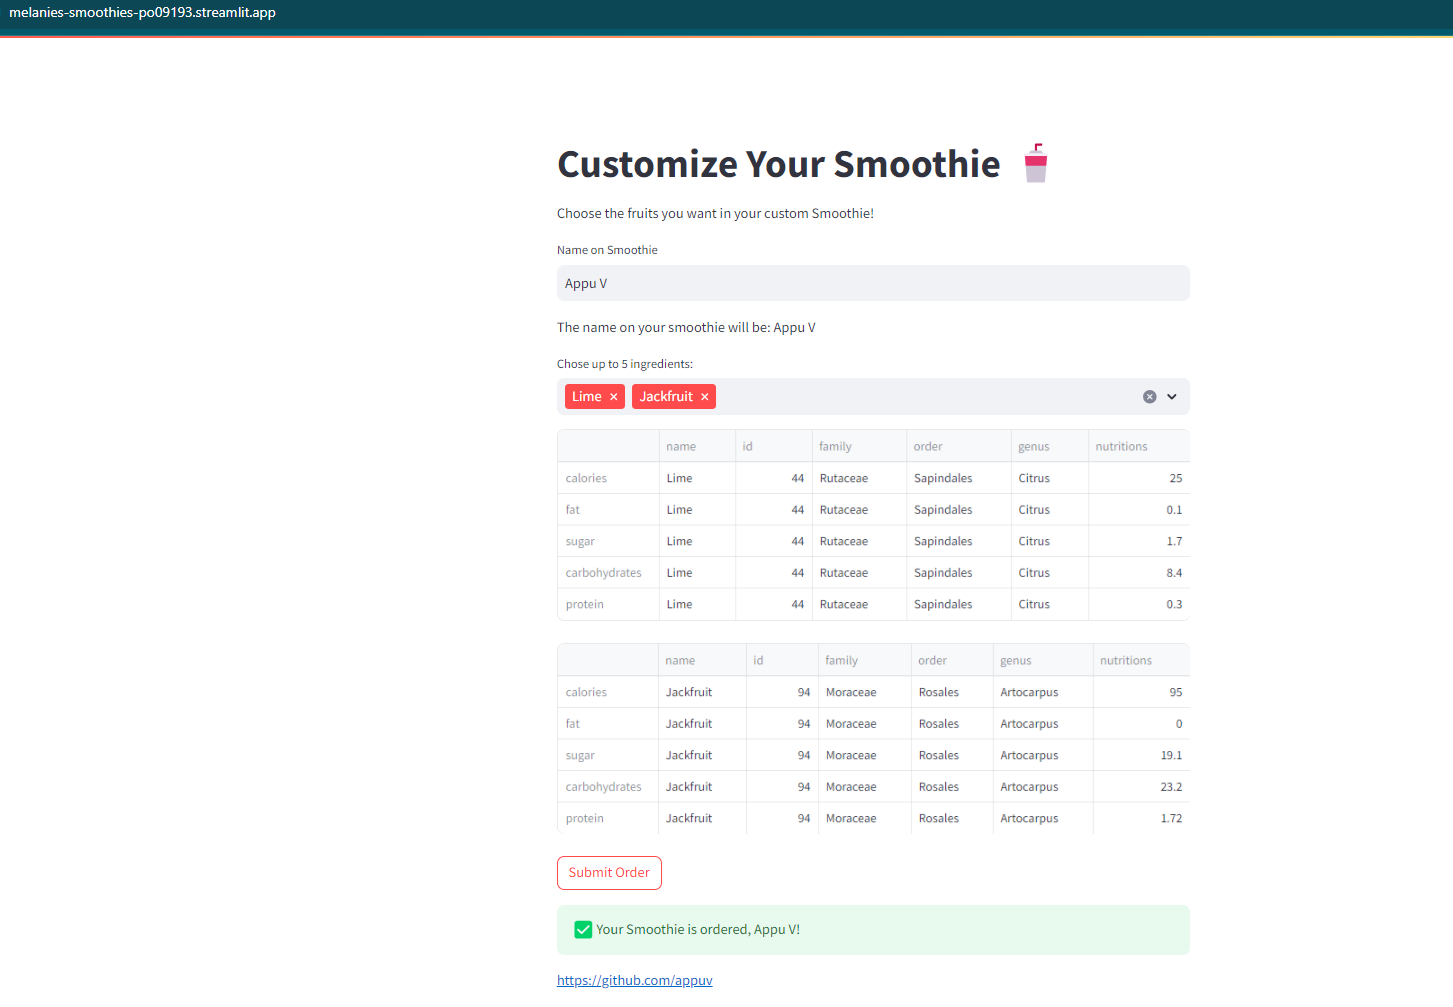 melanies-smoothies-po09193.streamlit.app
Customize Your Smoothie
Choose the fruits you want in your custom Smoothie!
Name on Smoothie
Appu V
The name on your smoothie will be: Appu V
Chose up to 5 ingredients:
Lime × Jackfruit ×
name id family order genus nutritions
calories Lime 44 Rutaceae Sapindales Citrus 25
fat Lime 44 Rutaceae Sapindales Citrus 0.1
sugar Lime 44 Rutaceae Sapindales Citrus 1.7
carbohydrates Lime 44 Rutaceae Sapindales Citrus 8.4
protein Lime 44 Rutaceae Sapindales Citrus 0.3
name id family order genus nutritions
calories Jackfruit 94 Moraceae Rosales Artocarpus 95
fat Jackfruit 94 Moraceae Rosales Artocarpus 0
sugar Jackfruit 94 Moraceae Rosales Artocarpus 19.1
carbohydrates Jackfruit 94 Moraceae Rosales Artocarpus 23.2
protein Jackfruit 94 Moraceae Rosales Artocarpus 1.72
Submit Order
Your Smoothie is ordered, Appu V!
https://github.com/appuv